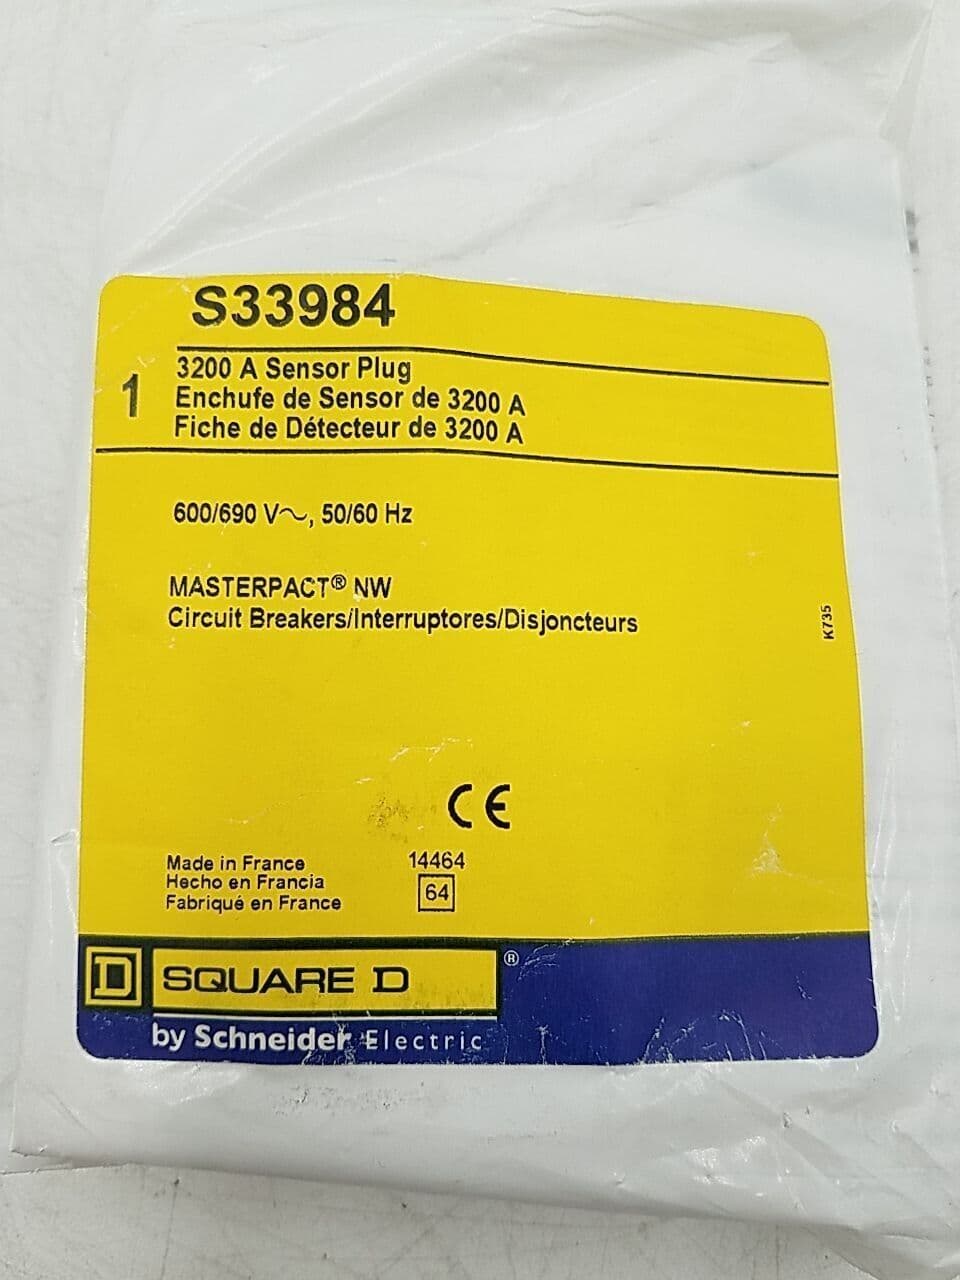 S33984
1
3200 A Sensor Plug
Enchufe de Sensor de 3200 A
Fiche de Détecteur de 3200 A
600/690 V~, 50/60 Hz
MASTERPACT® NW
Circuit Breakers/Interruptores/Disjoncteurs
K735
CE
Made in France
Hecho en Francia
Fabriqué en France
14464
64
D SQUARE D ®
by Schneider Electric